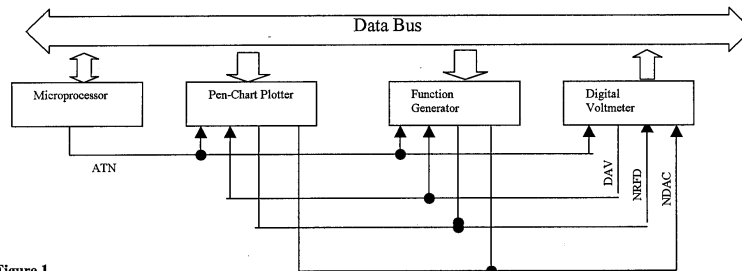 Data Bus
Microprocessor
Pen-Chart Plotter
Function
Generator
Digital
Voltmeter
ATN
DAV
NRFD
NDAC
Figure 1